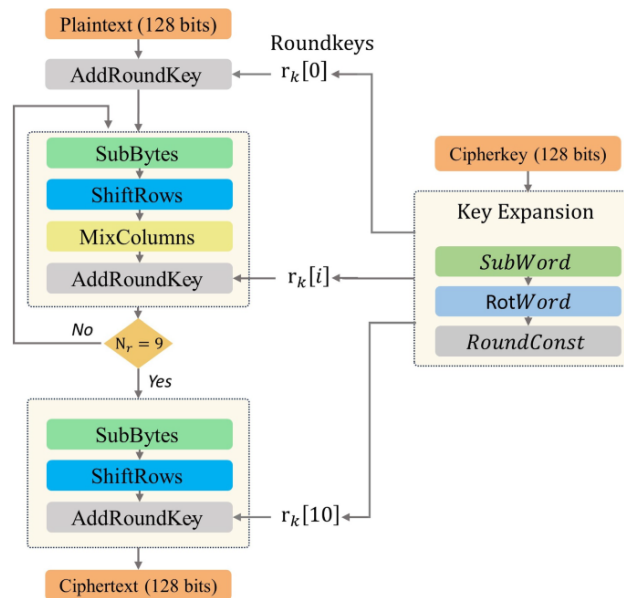 Plaintext (128 bits)
Roundkeys
AddRoundKey
r_k[0]
SubBytes
ShiftRows
MixColumns
AddRoundKey
r_k[i]
No
N_r = 9
Yes
SubBytes
ShiftRows
AddRoundKey
r_k[10]
Ciphertext (128 bits)
Cipherkey (128 bits)
Key Expansion
SubWord
RotWord
RoundConst